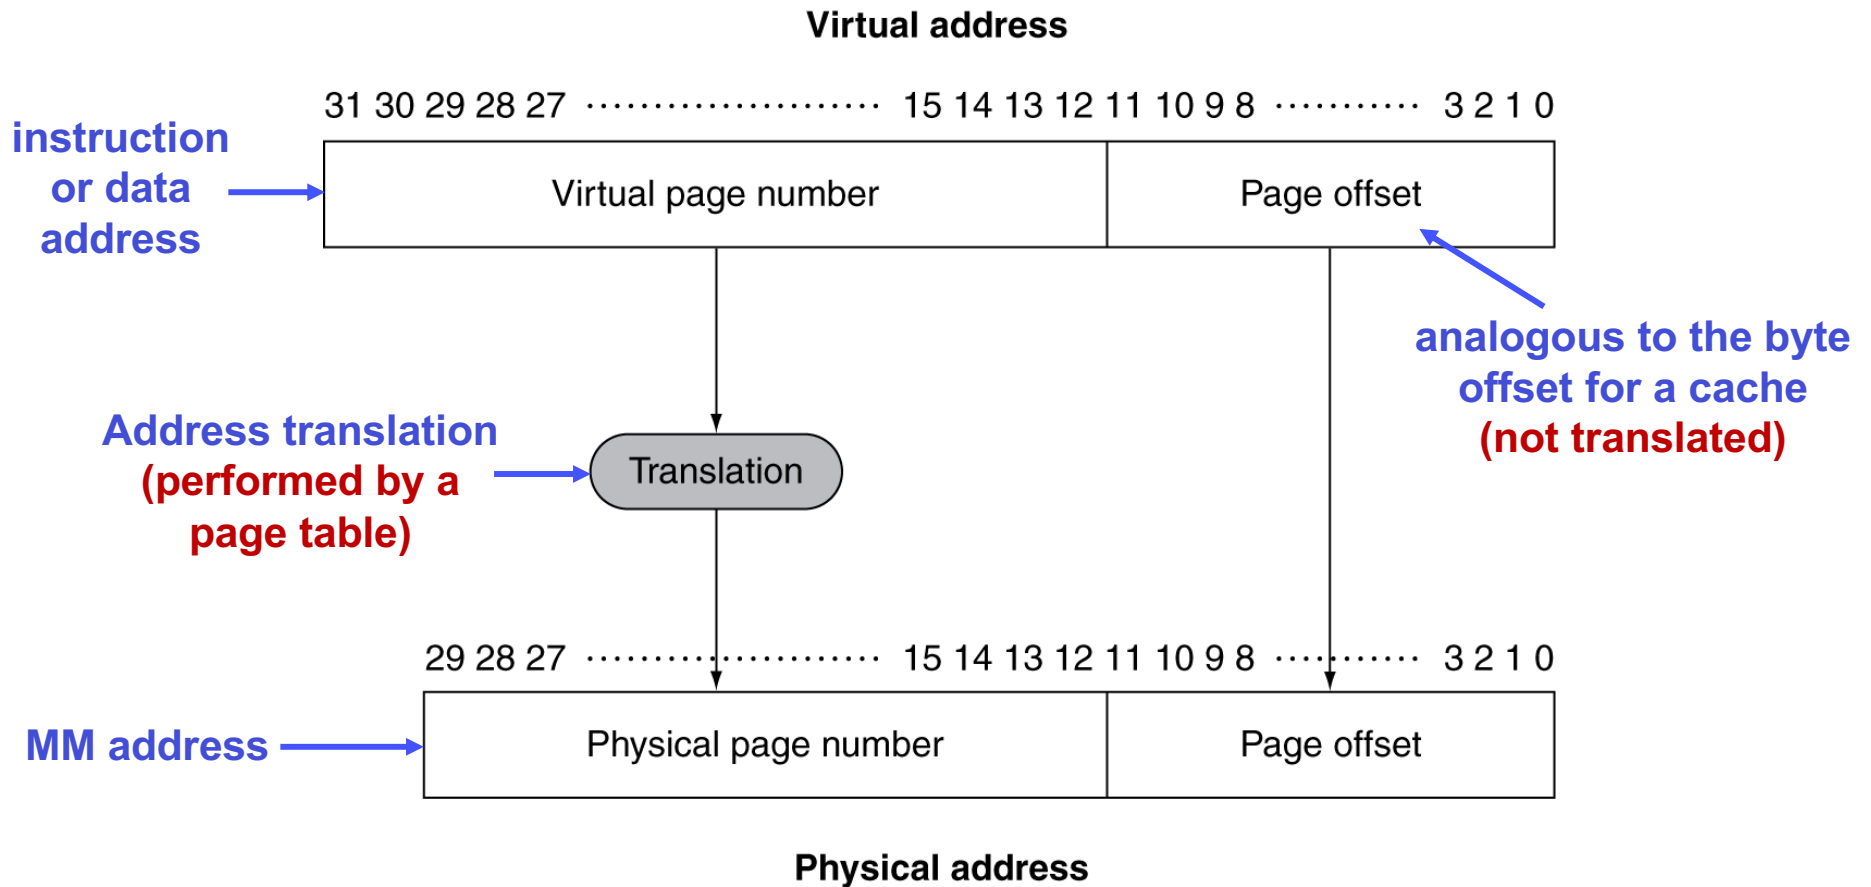 Virtual address
31 30 29 28 27 ····················· 15 14 13 12 11 10 9 8 ··········· 3 2 1 0
instruction
or data
address
Virtual page number
Page offset
analogous to the byte
offset for a cache
(not translated)
Address translation
(performed by a
page table)
Translation
29 28 27 ····················· 15 14 13 12 11 10 9 8 ··········· 3 2 1 0
MM address
Physical page number
Page offset
Physical address